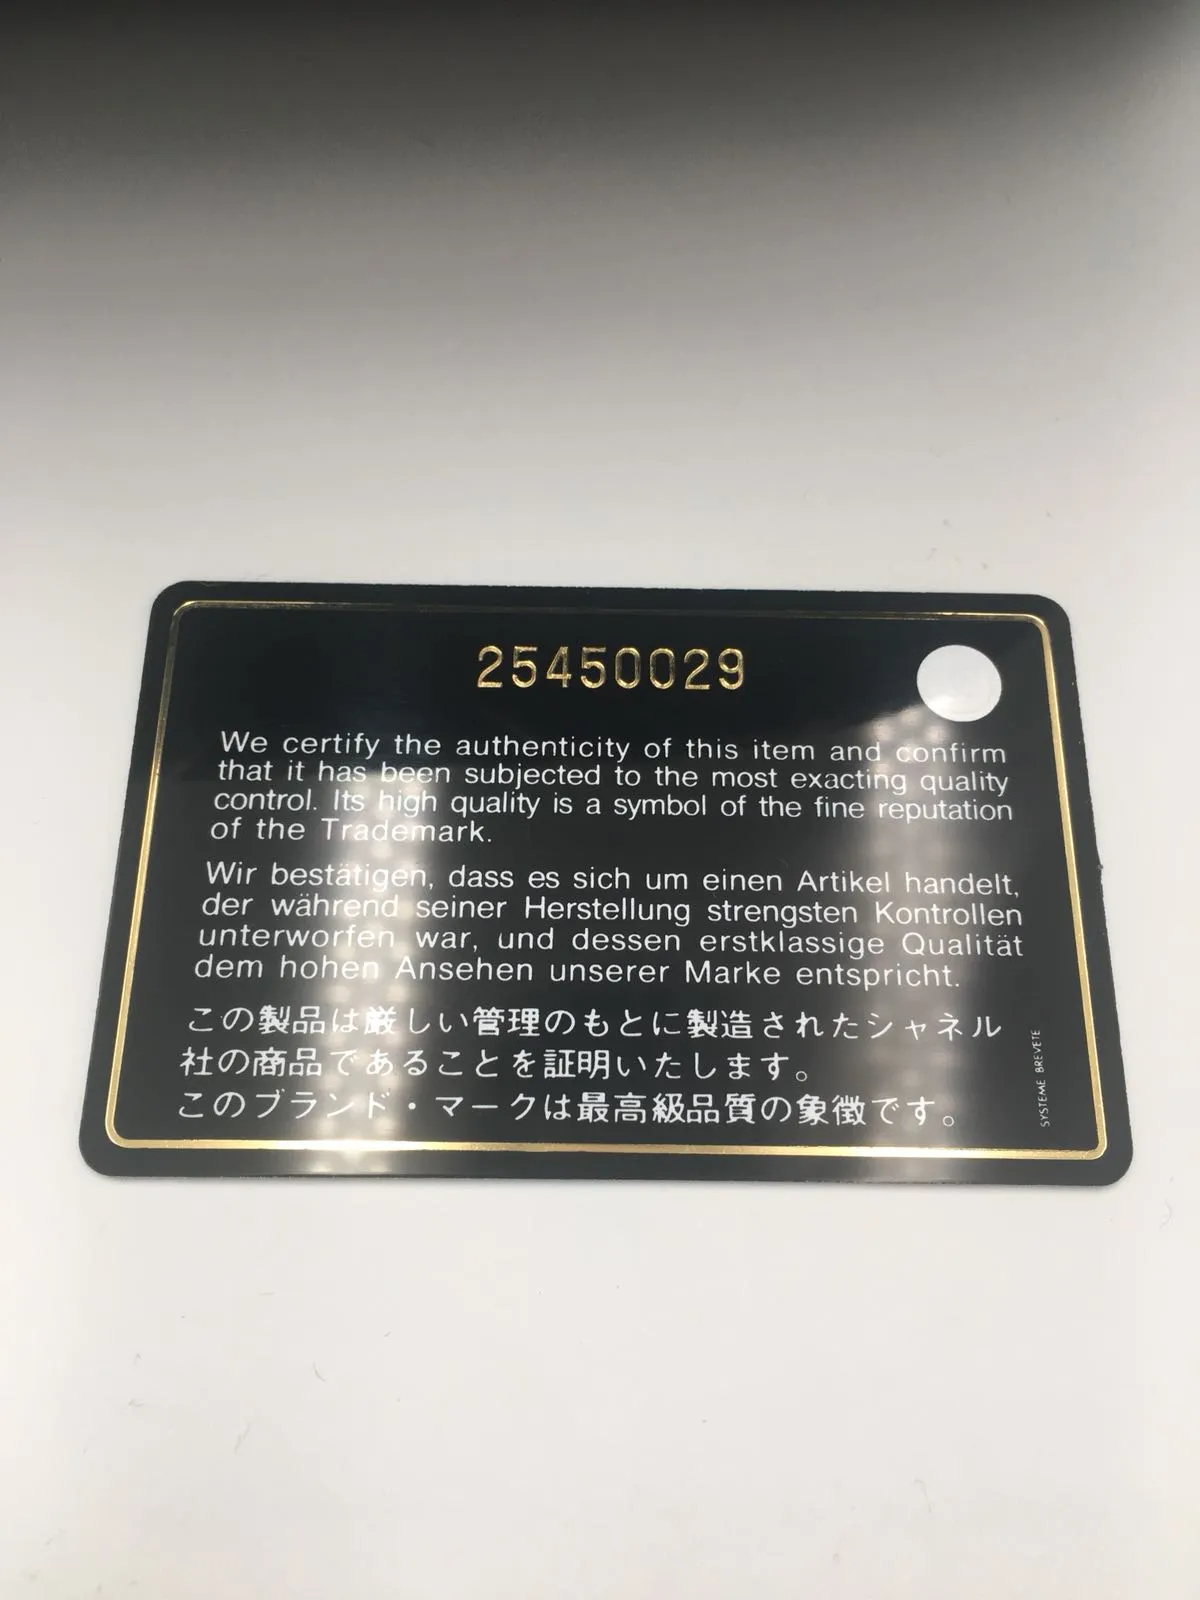 25450029
We certify the authenticity of this item and confirm
that it has been subjected to the most exacting quality
control. Its high quality is a symbol of the fine reputation
of the Trademark.
Wir bestätigen, dass es sich um einen Artikel handelt,
der während seiner Herstellung strengsten Kontrollen
unterworfen war, und dessen erstklassige Qualität
dem hohen Ansehen unserer Marke entspricht.
この製品は厳しい管理のもとに製造されたシャネル
社の商品であることを証明いたします。
このブランド・マークは最高級品質の象徴です。
SYSTEME BREVETE